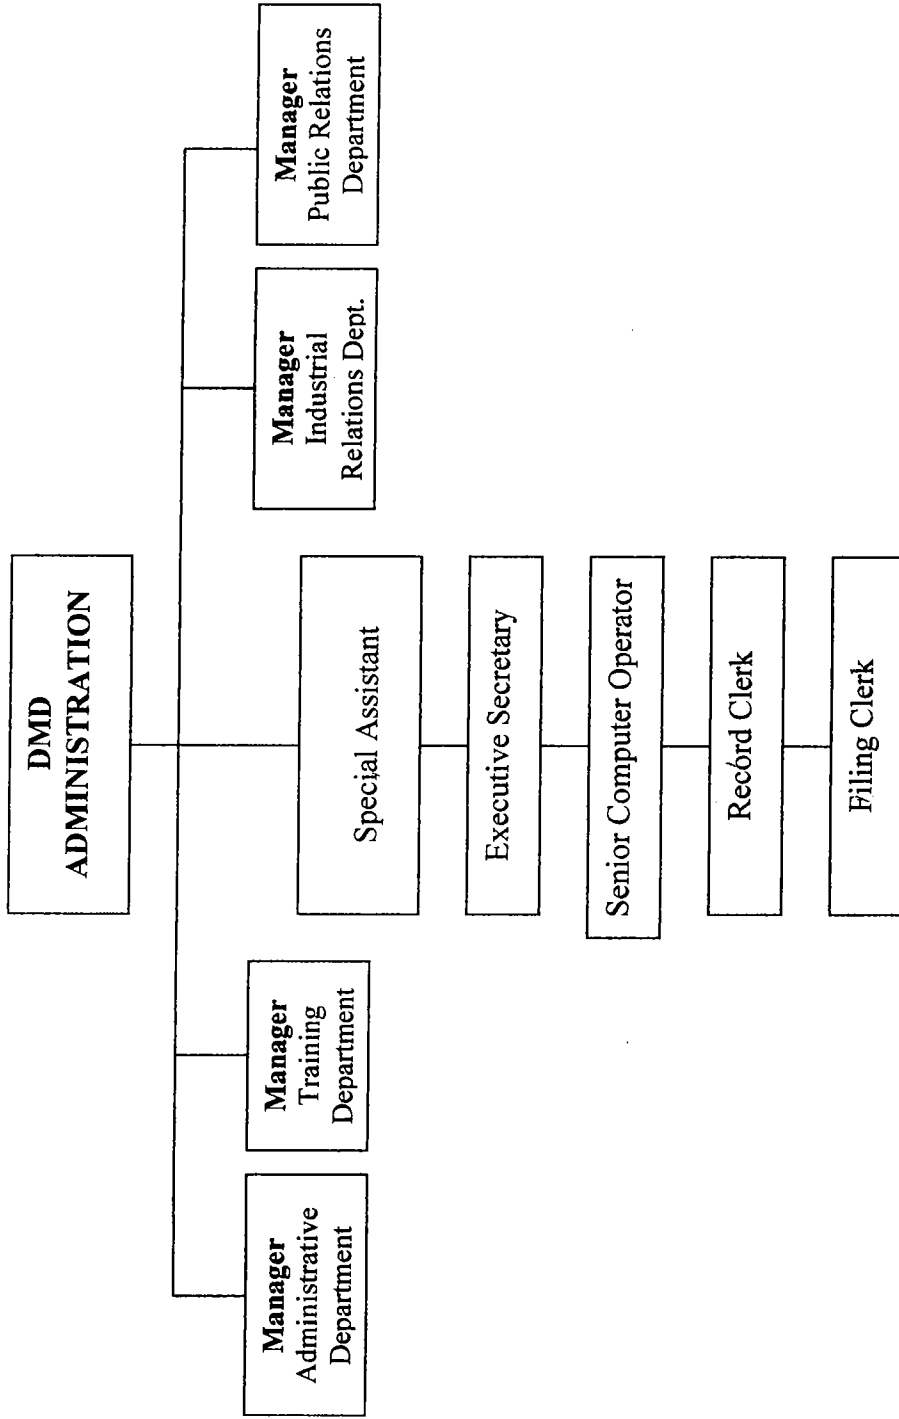 DMD
ADMINISTRATION
Manager
Administrative
Department
Manager
Training
Department
Special Assistant
Manager
Industrial
Relations Dept.
Manager
Public Relations
Department
Executive Secretary
Senior Computer Operator
Record Clerk
Filing Clerk